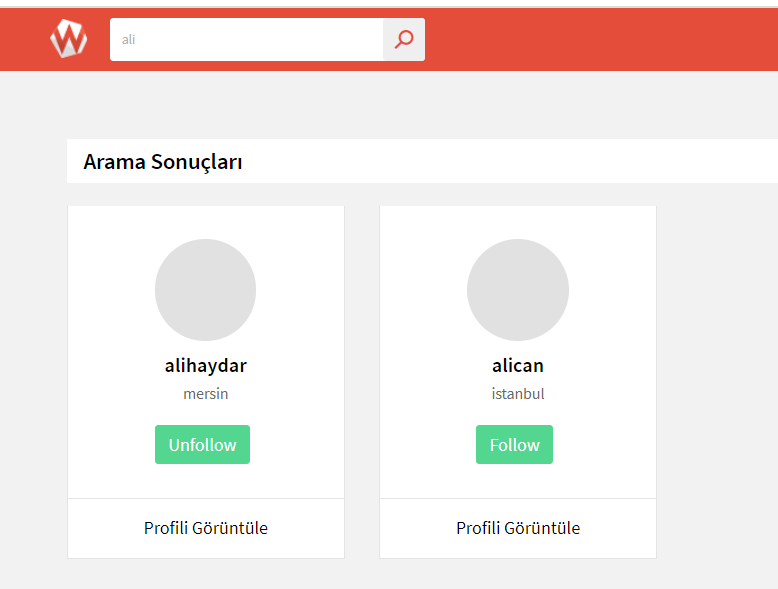 ali
Arama Sonuçları
alihaydar
mersin
Unfollow
Profili Görüntüle
alican
istanbul
Follow
Profili Görüntüle